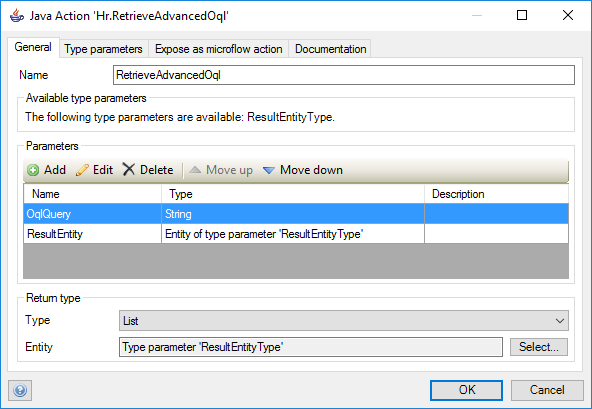 Java Action 'Hr.RetrieveAdvancedOql'
General Type parameters Expose as microflow action Documentation
Name RetrieveAdvancedOql
Available type parameters
The following type parameters are available: ResultEntityType.
Parameters
Add Edit Delete Move up Move down
Name Type Description
OqlQuery String
ResultEntity Entity of type parameter 'ResultEntityType'
Return type
Type List
Entity Type parameter 'ResultEntityType' Select...
? OK Cancel